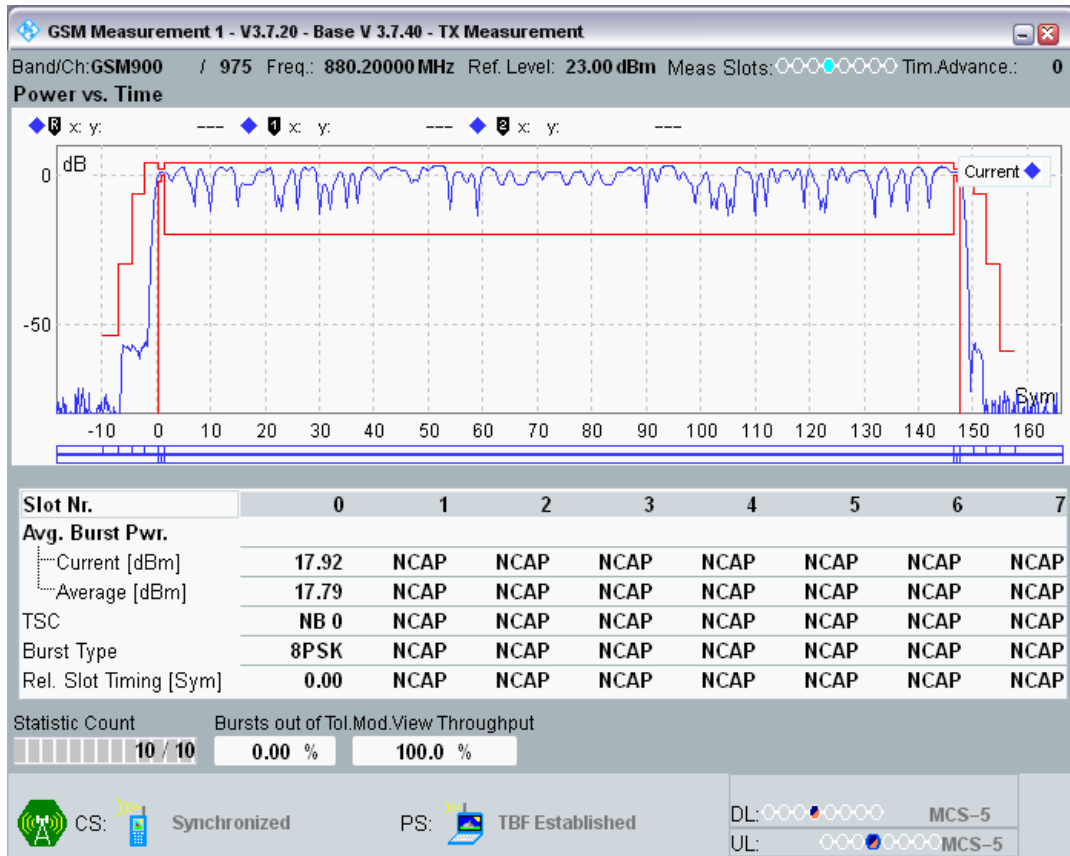 GSM Measurement 1 - V3.7.20 - Base V 3.7.40 - TX Measurement
Band/Ch:GSM900 / 975 Freq.: 880.20000 MHz Ref. Level: 23.00 dBm Meas Slots: Tim.Advance.: 0
Power vs. Time
R x: y: --- 1 x: y: --- 2 x: y: ---
dB
Current
0
-50
Sym
-10 0 10 20 30 40 50 60 70 80 90 100 110 120 130 140 150 160
Slot Nr. 0 1 2 3 4 5 6 7
Avg. Burst Pwr.
Current [dBm] 17.92 NCAP NCAP NCAP NCAP NCAP NCAP NCAP
Average [dBm] 17.79 NCAP NCAP NCAP NCAP NCAP NCAP NCAP
TSC NB 0 NCAP NCAP NCAP NCAP NCAP NCAP NCAP
Burst Type 8PSK NCAP NCAP NCAP NCAP NCAP NCAP NCAP
Rel. Slot Timing [Sym] 0.00 NCAP NCAP NCAP NCAP NCAP NCAP NCAP
Statistic Count Bursts out of Tol. Mod.View Throughput
10 / 10 0.00 % 100.0 %
CS: Synchronized PS: TBF Established
DL: MCS-5
UL: MCS-5